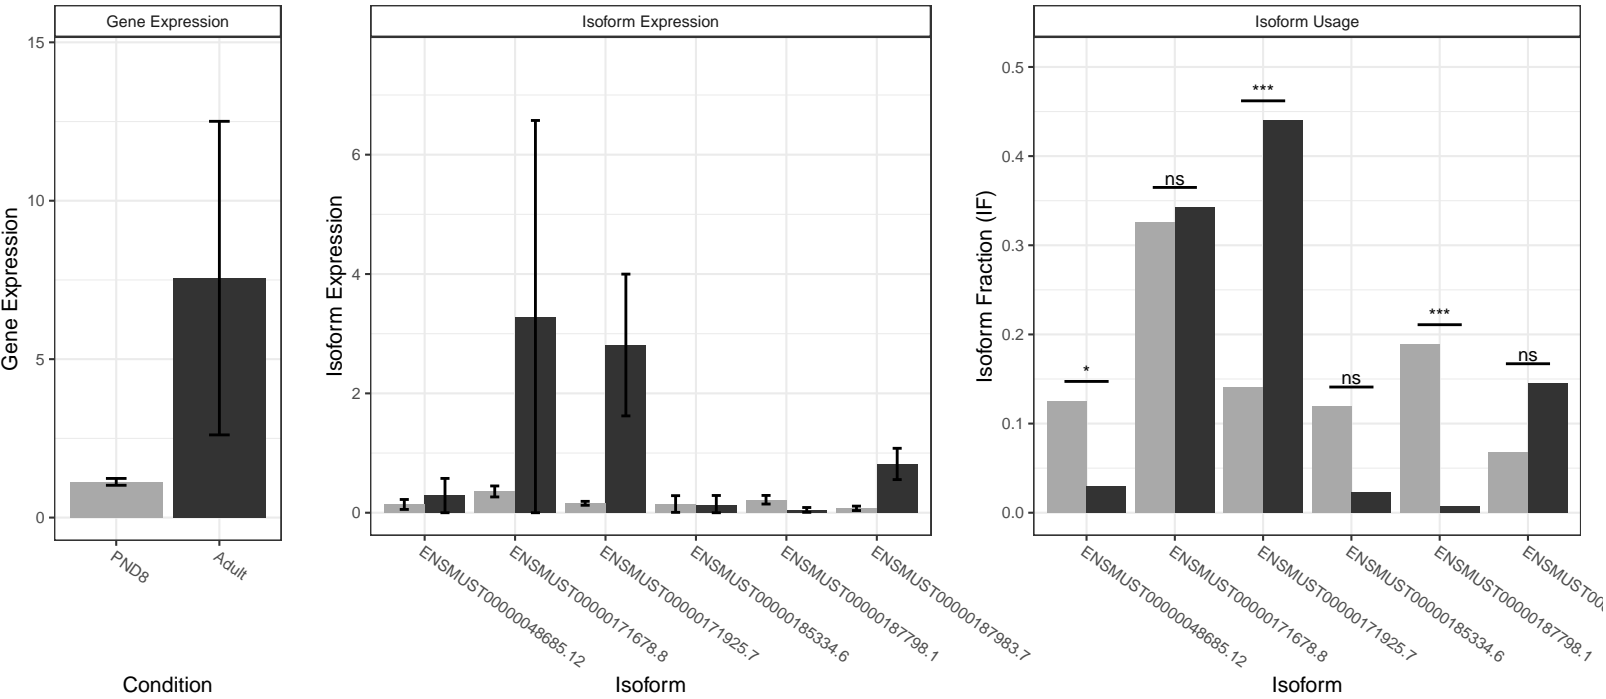 Gene Expression
Isoform Expression
Isoform Usage
Gene Expression
15
10
5
0
PND8
Adult
Condition
Isoform Expression
6
4
2
0
ENSMUST00000048685.12
ENSMUST00000171678.8
ENSMUST00000171925.7
ENSMUST00000185334.6
ENSMUST00000187798.1
ENSMUST00000187983.7
Isoform
Isoform Fraction (IF)
0.5
0.4
0.3
0.2
0.1
0.0
*
ns
***
ns
***
ns
ENSMUST00000048685.12
ENSMUST00000171678.8
ENSMUST00000171925.7
ENSMUST00000185334.6
ENSMUST00000187798.1
Isoform